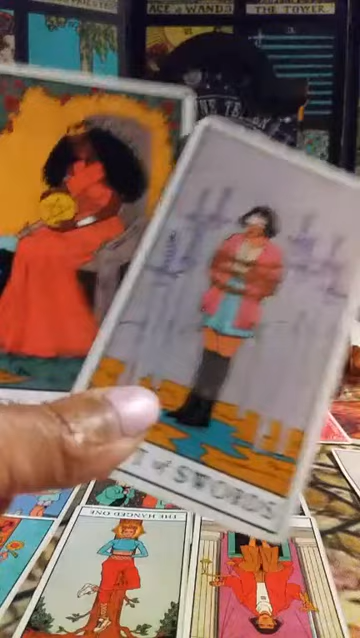 ACE of WANDS
THE TOWER
T of SWORDS
THE HANGED ONE